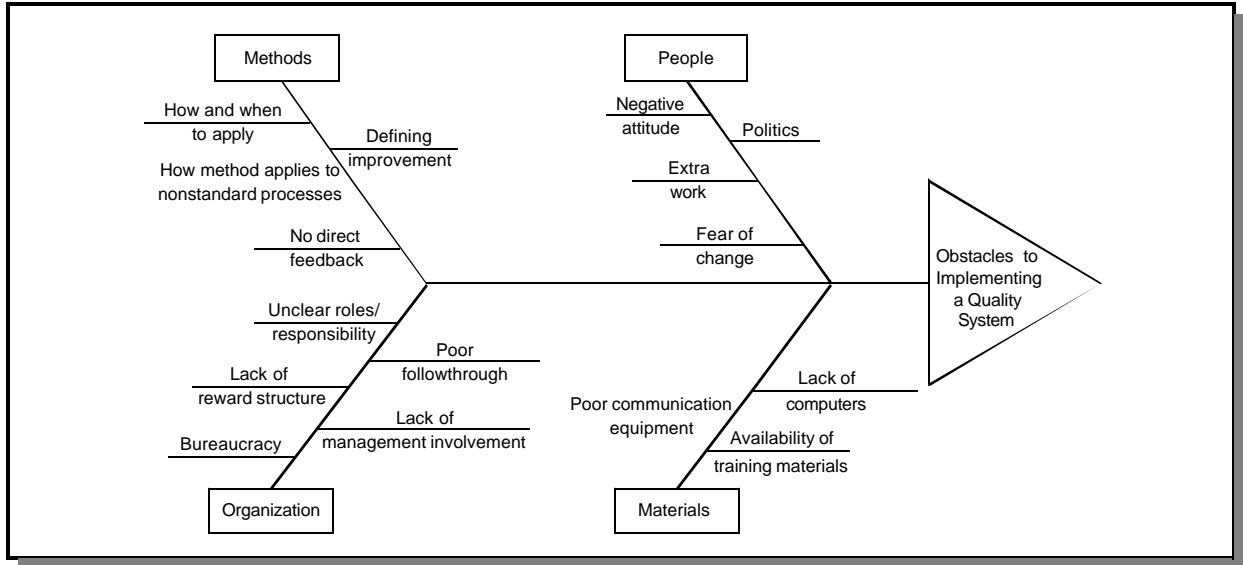 Methods
How and when
to apply
Defining
improvement
How method applies to
nonstandard processes
No direct
feedback
People
Negative
attitude
Politics
Extra
work
Fear of
change
Obstacles to
Implementing
a Quality
System
Unclear roles/
responsibility
Poor
followthrough
Lack of
reward structure
Lack of
management involvement
Bureaucracy
Organization
Lack of
computers
Poor communication
equipment
Availability of
training materials
Materials